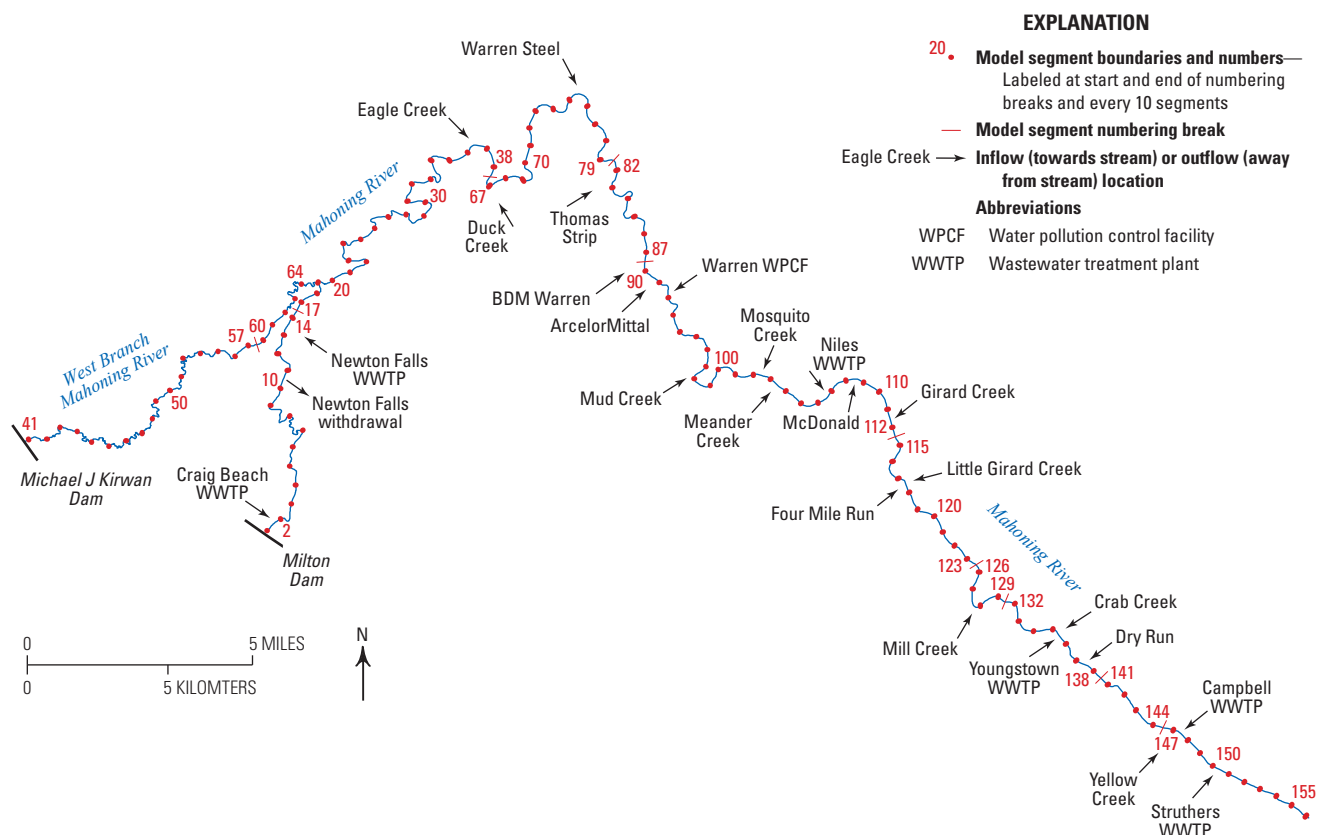 EXPLANATION
20
Model segment boundaries and numbers—
Labeled at start and end of numbering
breaks and every 10 segments
Model segment numbering break
Eagle Creek
Inflow (towards stream) or outflow (away
from stream) location
Abbreviations
WPCF Water pollution control facility
WWTP Wastewater treatment plant
Warren Steel
Eagle Creek
38
70
79
82
67
30
Mahoning River
Duck
Creek
Thomas
Strip
87
90
Warren WPCF
BDM Warren
ArcelorMittal
64
20
17
14
60
57
West Branch
Mahoning River
Newton Falls
WWTP
10
Newton Falls
withdrawal
50
41
Michael J Kirwan
Dam
Craig Beach
WWTP
2
Milton
Dam
Mosquito
Creek
100
Niles
WWTP
110
Mud Creek
Meander
Creek
McDonald
Girard Creek
112
115
Little Girard Creek
Four Mile Run
120
Mahoning River
123
126
129
132
Mill Creek
Crab Creek
Youngstown
WWTP
Dry Run
138
141
Campbell
WWTP
144
147
150
Yellow
Creek
Struthers
WWTP
155
0 5 MILES
0 5 KILOMTERS
N